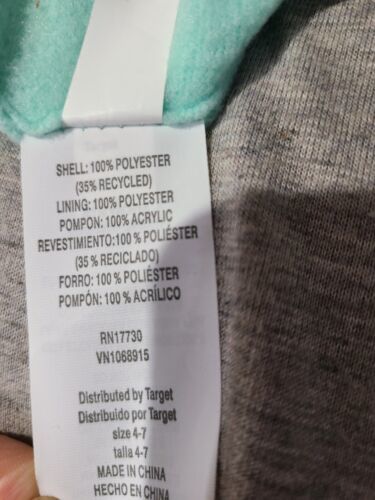 SHELL: 100% POLYESTER
(35% RECYCLED)
LINING: 100% POLYESTER
POMPON: 100% ACRYLIC
REVESTIMIENTO: 100% POLIÉSTER
(35% RECICLADO)
FORRO: 100% POLIÉSTER
POMPÓN: 100% ACRÍLICO
RN17730
VN1068915
Distributed by Target
Distribuido por Target
size 4-7
talla 4-7
MADE IN CHINA
HECHO EN CHINA